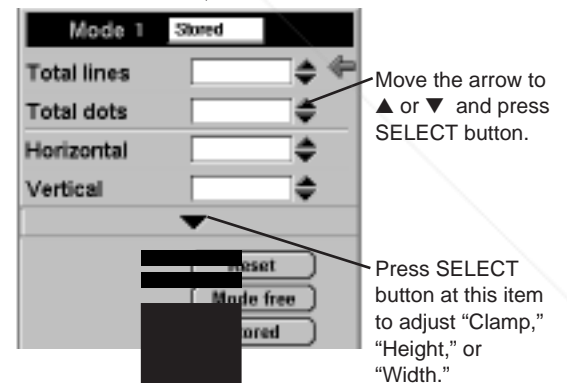 Mode 1 Stored
Total lines
Total dots
Horizontal
Vertical
Mode free
Move the arrow to
▲ or ▼ and press
SELECT button.
Press SELECT
button at this item
to adjust “Clamp,”
“Height,” or
“Width.”